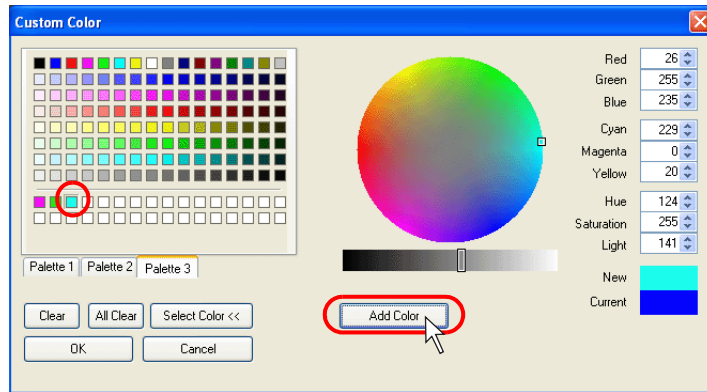 Custom Color
Red 26
Green 255
Blue 235
Cyan 229
Magenta 0
Yellow 20
Hue 124
Saturation 255
Light 141
Palette 1 Palette 2 Palette 3
New
Current
Clear All Clear Select Color << Add Color
OK Cancel